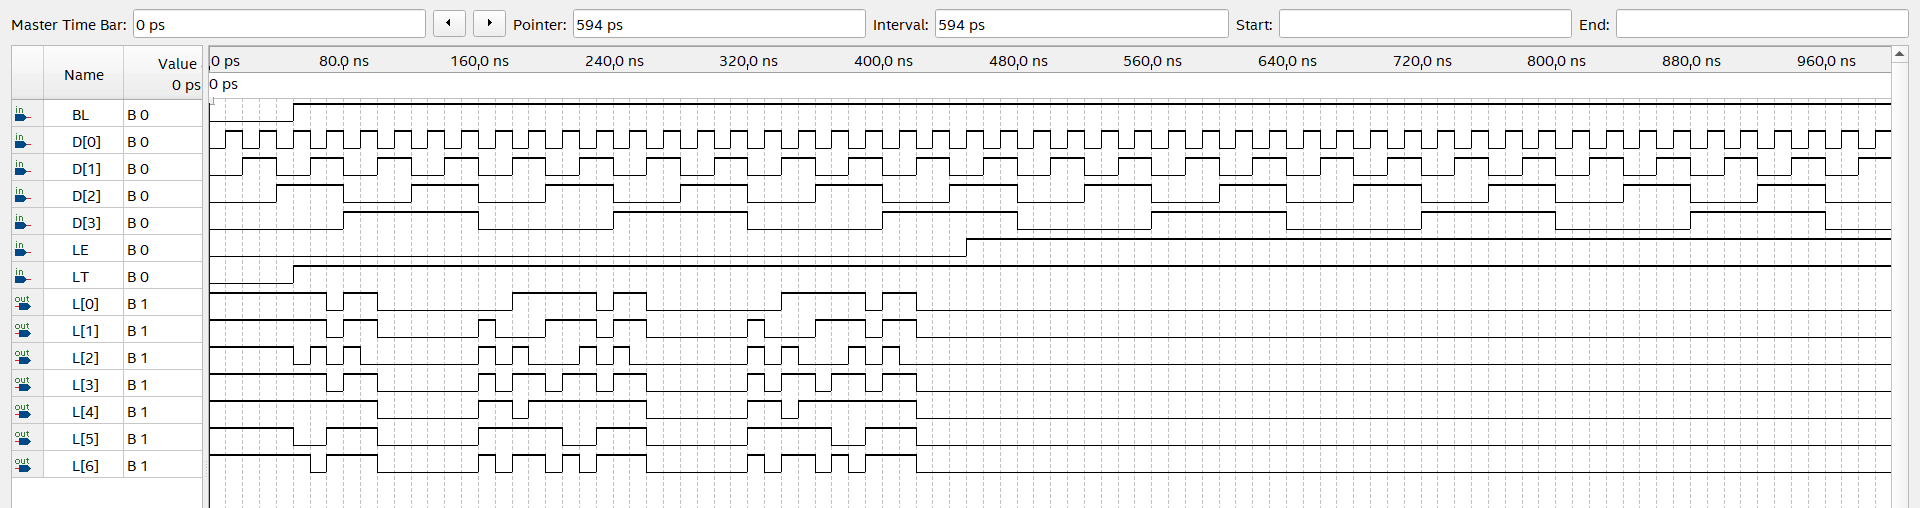 Master Time Bar: 0 ps Pointer: 594 ps Interval: 594 ps Start: End:
Name Value 0 ps
0 ps 80.0 ns 160,0 ns 240,0 ns 320,0 ns 400,0 ns 480,0 ns 560,0 ns 640,0 ns 720,0 ns 800,0 ns 880,0 ns 960,0 ns
0 ps
in BL B 0
in D[0] B 0
in D[1] B 0
in D[2] B 0
in D[3] B 0
in LE B 0
in LT B 0
out L[0] B 1
out L[1] B 1
out L[2] B 1
out L[3] B 1
out L[4] B 1
out L[5] B 1
out L[6] B 1